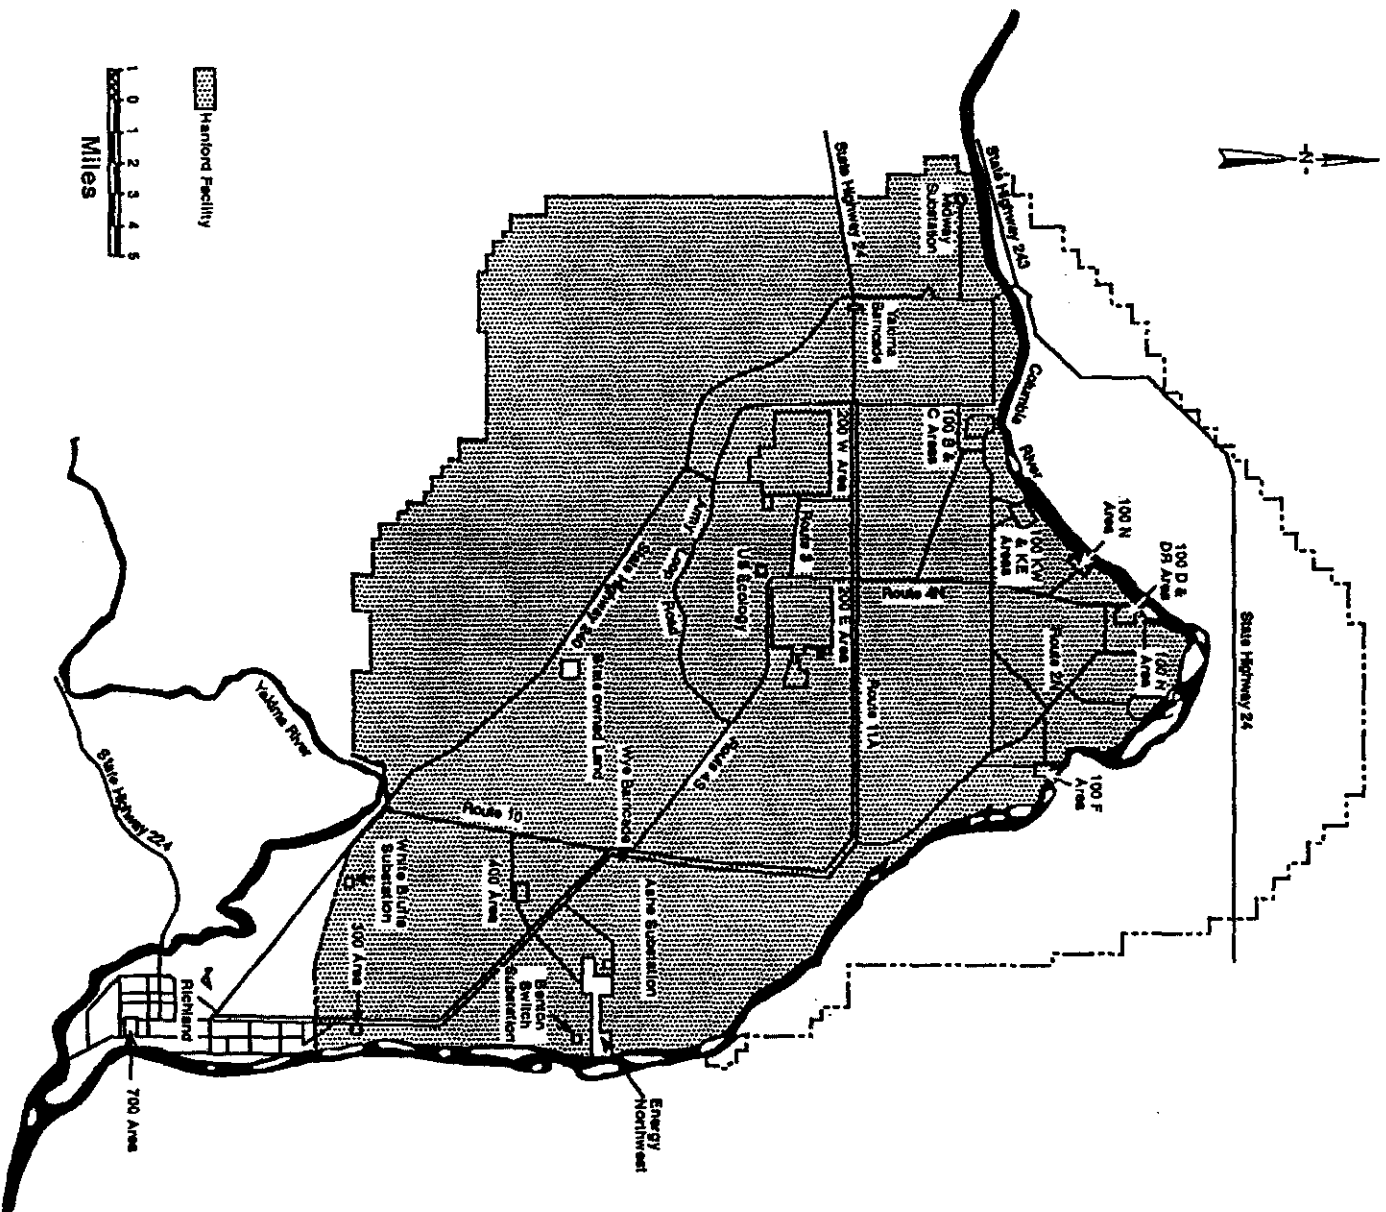 -N-
State Highway 24
State Highway 243
Midway
Substation
State Highway 24
Yakima
Barricade
Columbia
River
100 B &
C Areas
100 KW
& KE
Areas
100 N
Area
100 D &
DR Area
100 H
Area
100 F
Area
Route 2N
Route 4N
Route 11A
200 W Area
Route 3
200 E Area
US Ecology
Army
Loop
Road
State Highway 240
State Owned Land
Route 4S
Wye Barricade
Route 10
400 Area
Ashe Substation
White Bluffs
Substation
300 Area
Benton
Switch
Substation
Energy
Northwest
Yakima River
State Highway 224
Richland
700 Area
Hanford Facility
1 0 1 2 3 4 5
Miles